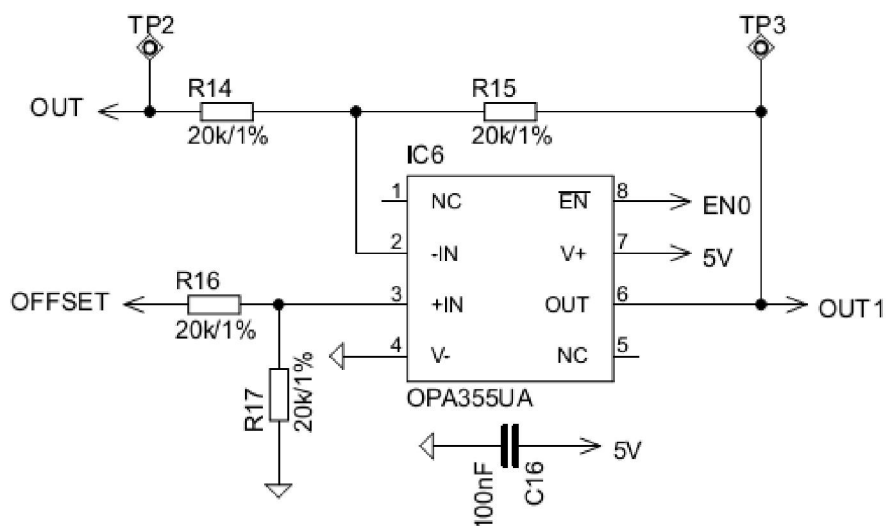 TP2
TP3
R14
R15
OUT
20k/1%
20k/1%
IC6
1
NC
EN
8
EN0
2
-IN
V+
7
5V
R16
OFFSET
3
+IN
OUT
6
OUT1
20k/1%
4
V-
NC
5
R17
20k/1%
OPA355UA
5V
100nF
C16